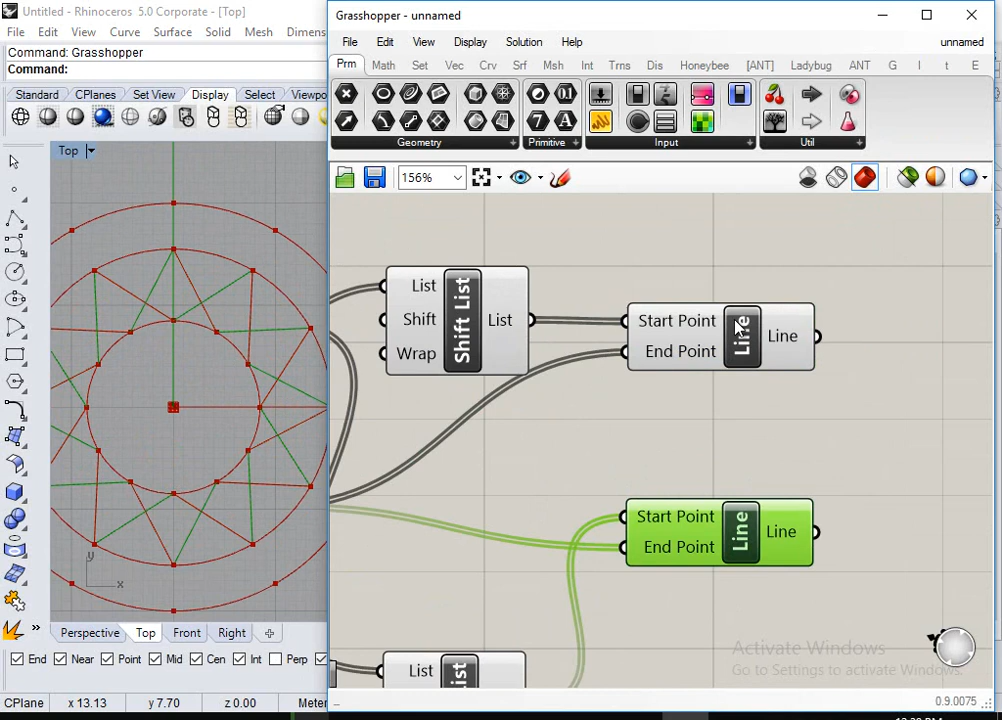 Untitled - Rhinoceros 5.0 Corporate - [Top]
File Edit View Curve Surface Solid Mesh Dimens
Command: Grasshopper
Command:
Standard CPlanes Set View Display Select Viewpo
Top
y
x
Perspective Top Front Right
End Near Point Mid Cen Int Perp
CPlane x 13.13 y 7.70 z 0.00 Meter
Grasshopper - unnamed
File Edit View Display Solution Help unnamed
Prm Math Set Vec Crv Srf Msh Int Trns Dis Honeybee [ANT] Ladybug ANT G I t E
Geometry Primitive Input Util
156%
List
Shift List
List
Shift
Wrap
Start Point
End Point
Line
Line
Start Point
End Point
Line
Line
List
Activate Windows
Go to Settings to activate Windows.
0.9.0075